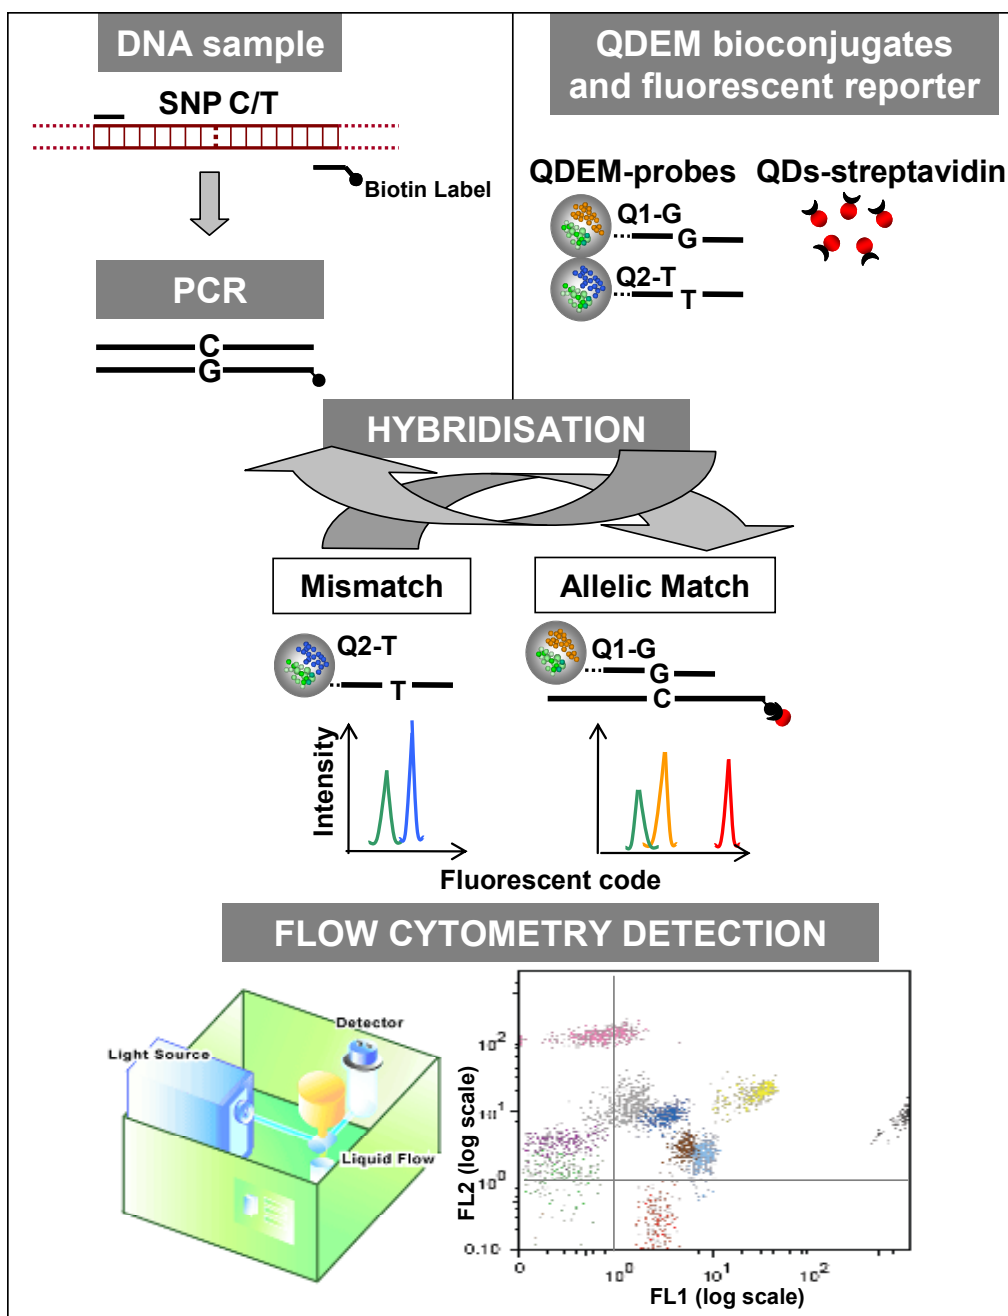 DNA sample
SNP C/T
Biotin Label
PCR
C
G
QDEM bioconjugates
and fluorescent reporter
QDEM-probes
QDs-streptavidin
Q1-G
G
Q2-T
T
HYBRIDISATION
Mismatch
Allelic Match
Q2-T
T
Q1-G
G
C
Intensity
Fluorescent code
FLOW CYTOMETRY DETECTION
Detector
Light Source
Liquid Flow
FL2 (log scale)
10²
10¹
10⁰
0.10
0
10⁰
10¹
10²
FL1 (log scale)